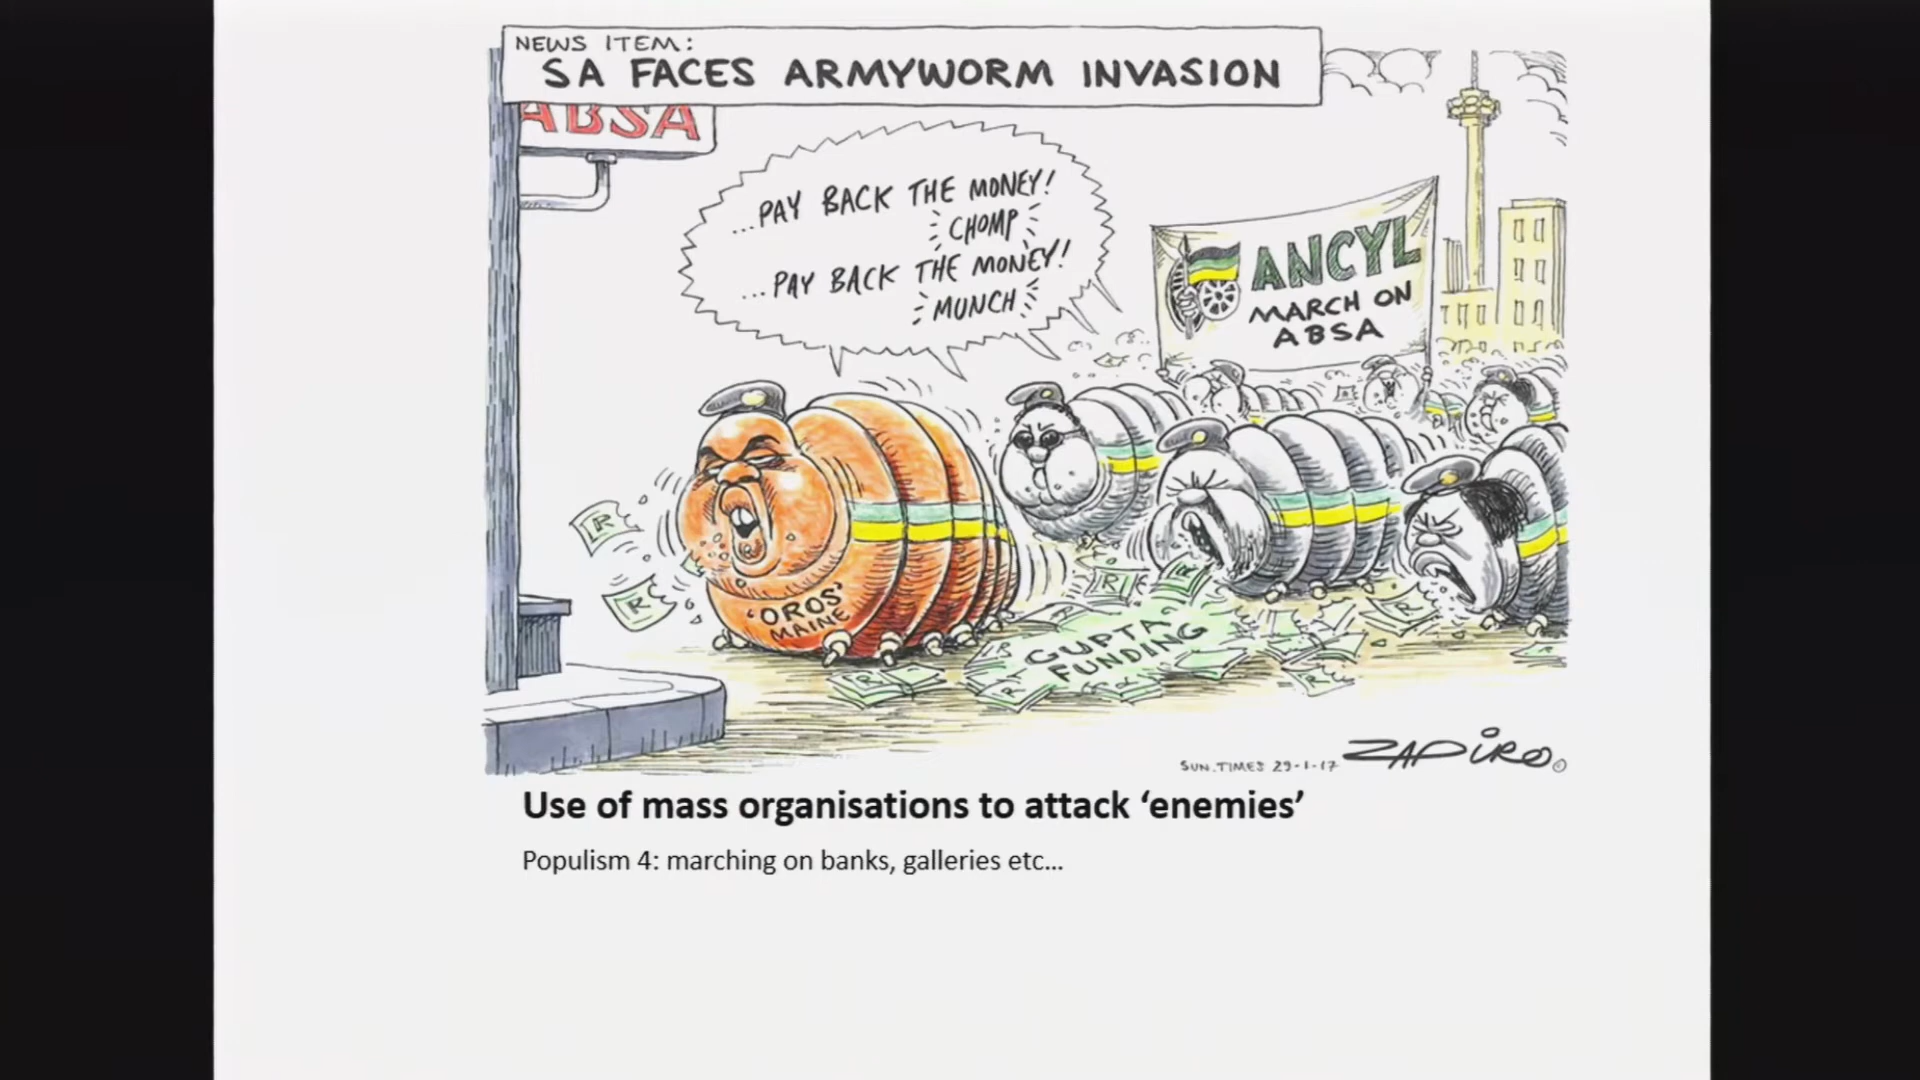 NEWS ITEM:
SA FACES ARMYWORM INVASION
ABSA
...PAY BACK THE MONEY!
CHOMP
...PAY BACK THE MONEY!
MUNCH
ANCYL
MARCH ON
ABSA
'OROS'
MAINE
GUPTA
FUNDING
R
R
R
R
R
R
SUN. TIMES 29-1-17 ZAPIRO ©
Use of mass organisations to attack ‘enemies’
Populism 4: marching on banks, galleries etc...